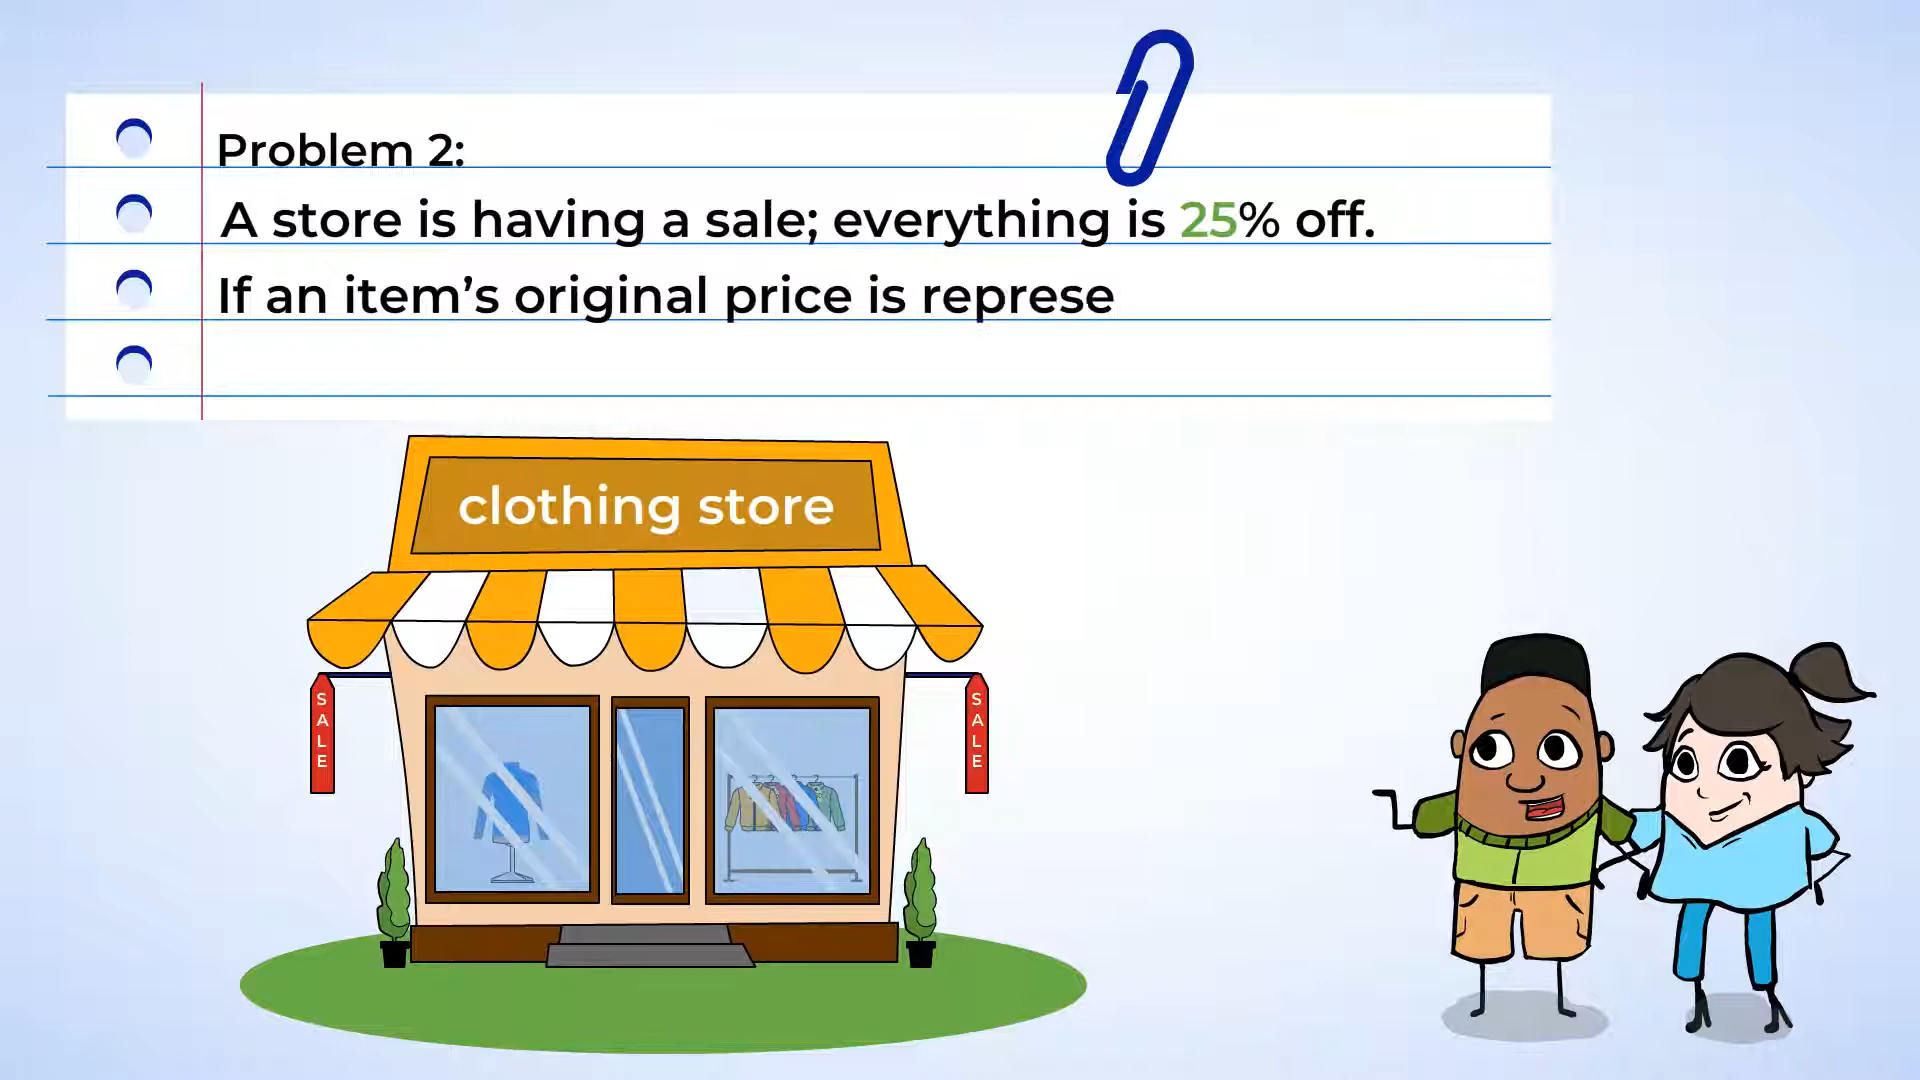 Problem 2:
A store is having a sale; everything is 25% off.
If an item’s original price is represe
clothing store
SALE
SALE